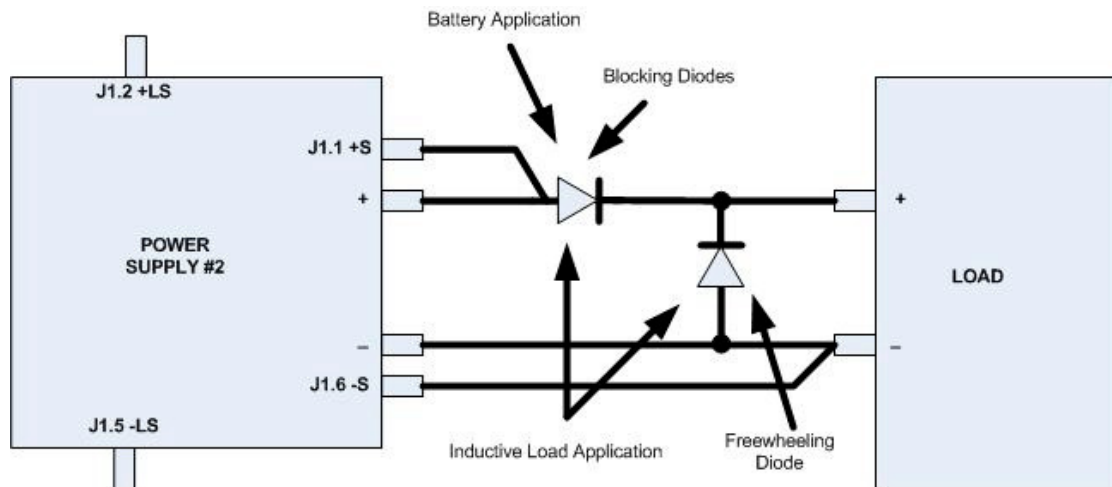 Battery Application
Blocking Diodes
J1.2 +LS
J1.1 +S
+
+
POWER
SUPPLY #2
LOAD
–
–
J1.6 -S
J1.5 -LS
Inductive Load Application
Freewheeling
Diode